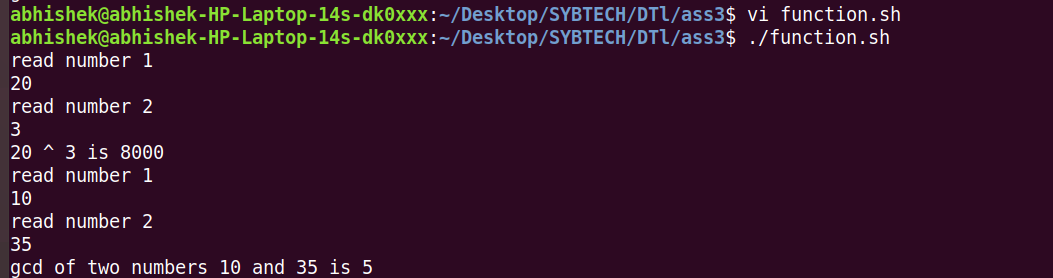 abhishek@abhishek-HP-Laptop-14s-dk0xxx:~/Desktop/SYBTECH/DTl/ass3$ vi function.sh
abhishek@abhishek-HP-Laptop-14s-dk0xxx:~/Desktop/SYBTECH/DTl/ass3$ ./function.sh
read number 1
20
read number 2
3
20 ^ 3 is 8000
read number 1
10
read number 2
35
gcd of two numbers 10 and 35 is 5